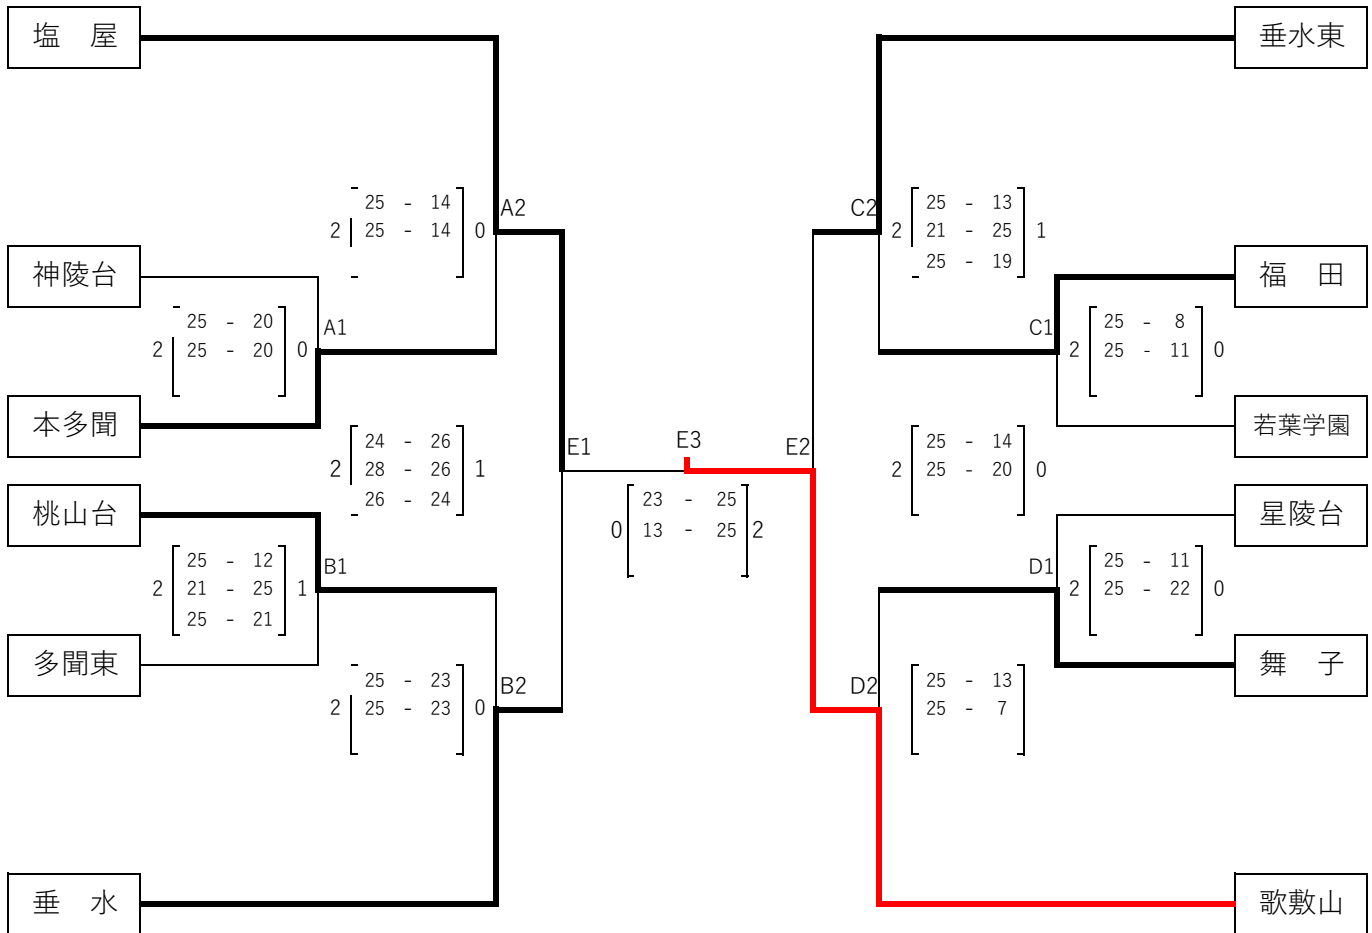 塩　屋
垂水東
25 - 14
A2
C2
25 - 13
2 25 - 14 0
2 21 - 25 1
25 - 19
神陵台
福　田
25 - 20
A1
C1
25 - 8
2 25 - 20 0
2 25 - 11 0
本多聞
若葉学園
24 - 26
E1
E3
E2
25 - 14
2 28 - 26 1
2 25 - 20 0
26 - 24
桃山台
23 - 25
星陵台
0 13 - 25 2
25 - 12
B1
D1
25 - 11
2 21 - 25 1
2 25 - 22 0
25 - 21
多聞東
舞　子
25 - 23
B2
D2
25 - 13
2 25 - 23 0
25 - 7
垂　水
歌敷山